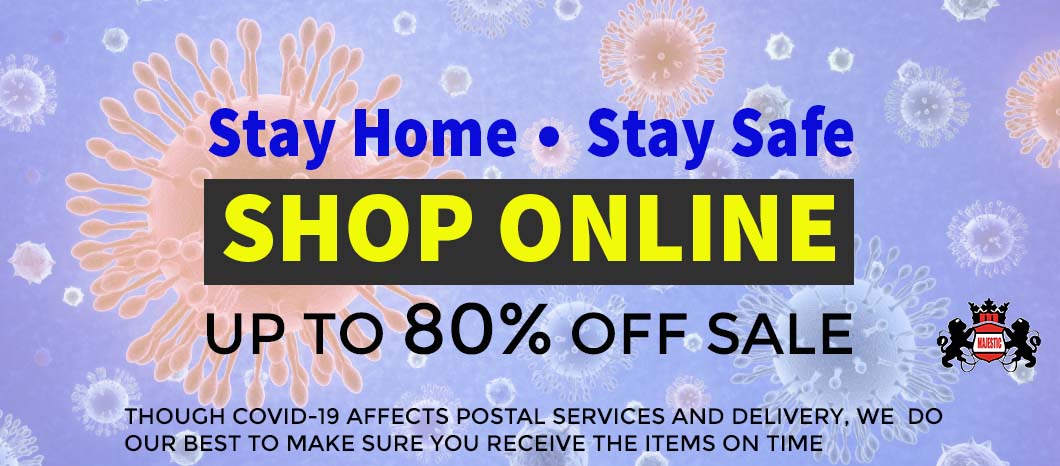 Stay Home • Stay Safe
SHOP ONLINE
UP TO 80% OFF SALE
MAJESTIC
THOUGH COVID-19 AFFECTS POSTAL SERVICES AND DELIVERY, WE DO
OUR BEST TO MAKE SURE YOU RECEIVE THE ITEMS ON TIME